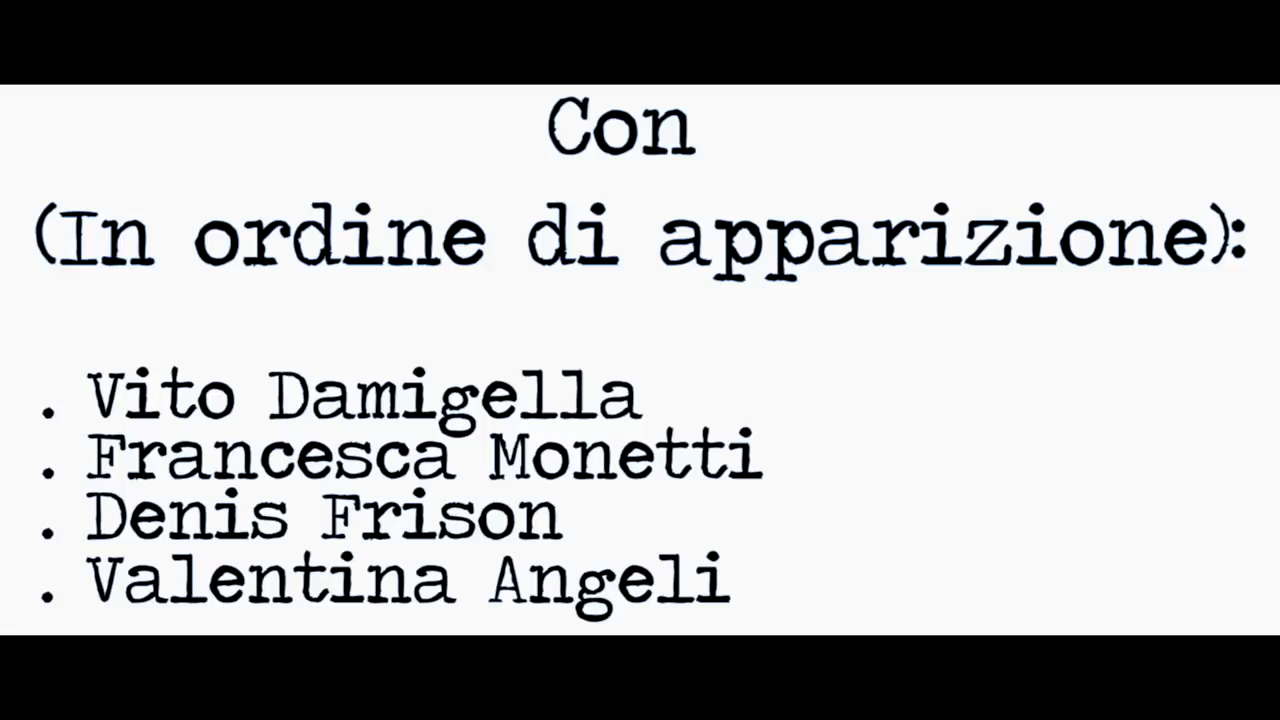 Con
(In ordine di apparizione):
. Vito Damigella
. Francesca Monetti
. Denis Frison
. Valentina Angeli